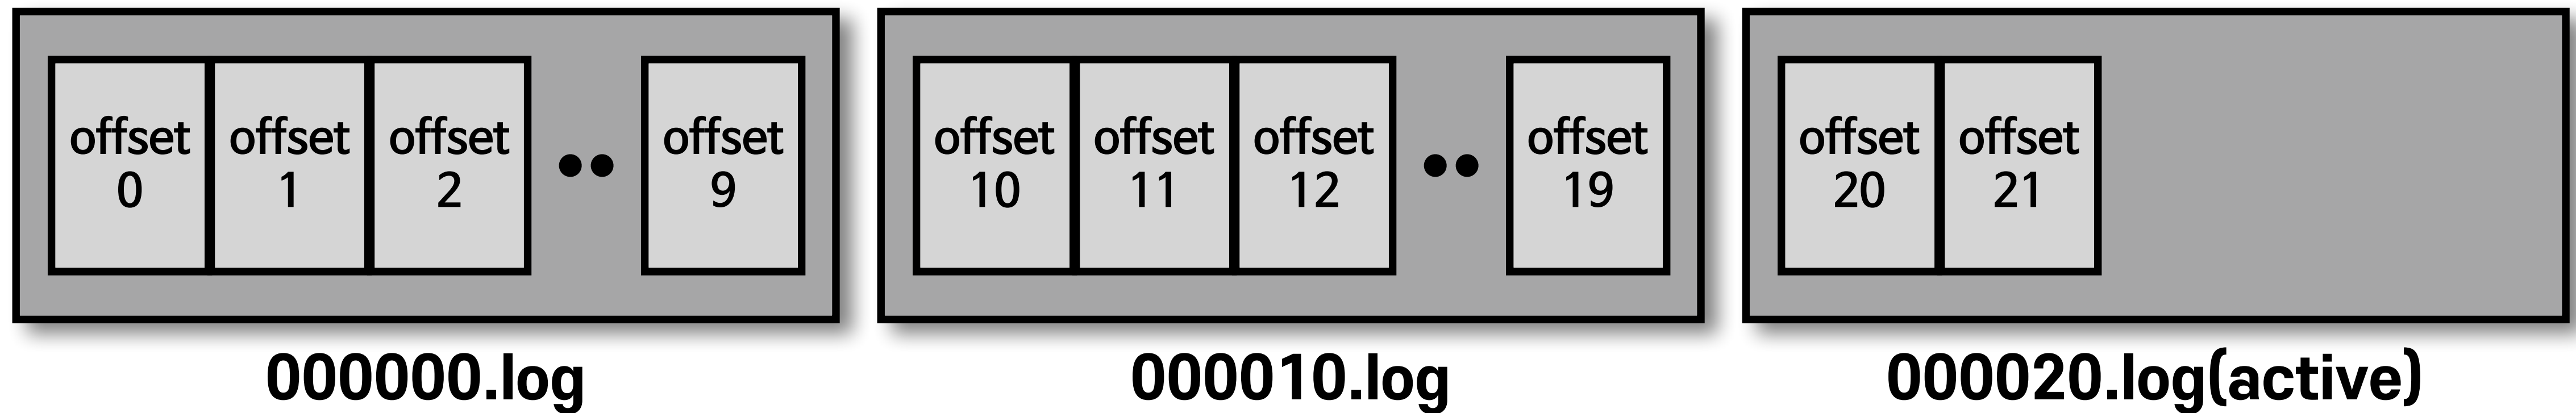 offset
0
offset
1
offset
2
offset
9
000000.log
offset
10
offset
11
offset
12
offset
19
000010.log
offset
20
offset
21
000020.log(active)